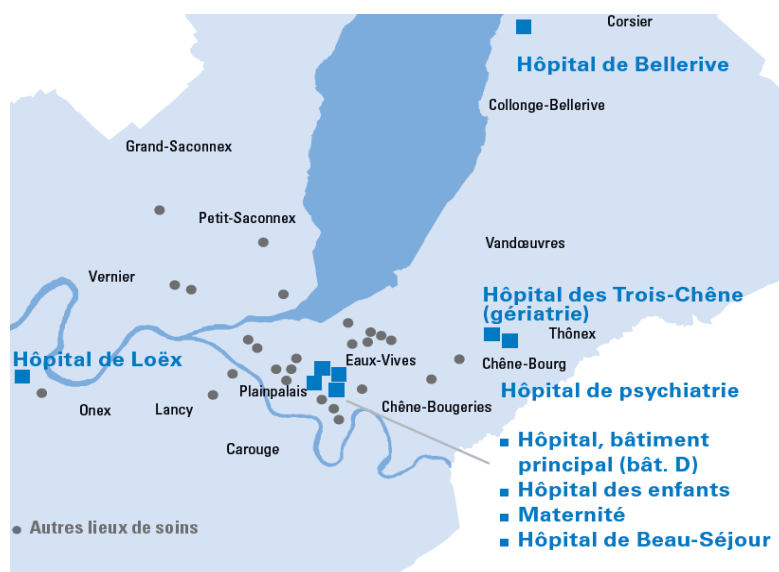 Corsier
Hôpital de Bellerive
Collonge-Bellerive
Grand-Saconnex
Petit-Saconnex
Vandœuvres
Vernier
Hôpital des Trois-Chêne
(gériatrie)
Thônex
Hôpital de Loëx
Eaux-Vives
Chêne-Bourg
Plainpalais
Hôpital de psychiatrie
Onex
Lancy
Chêne-Bougeries
Carouge
Hôpital, bâtiment
principal (bât. D)
Hôpital des enfants
Maternité
Hôpital de Beau-Séjour
Autres lieux de soins